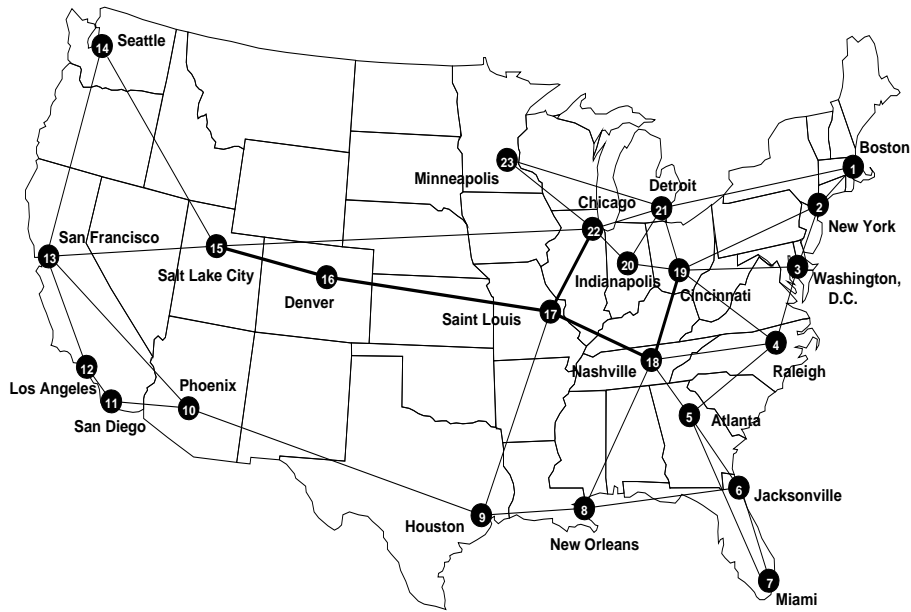 14 Seattle
Boston
1
23
Minneapolis
Detroit
Chicago
21
2
New York
22
San Francisco
13
15
Salt Lake City
20
Indianapolis
19
Cincinnati
3
Washington,
D.C.
16
Denver
Saint Louis
17
18
Nashville
4
Raleigh
12
Los Angeles
Phoenix
11
San Diego
10
5
Atlanta
6
Jacksonville
9
Houston
8
New Orleans
7
Miami